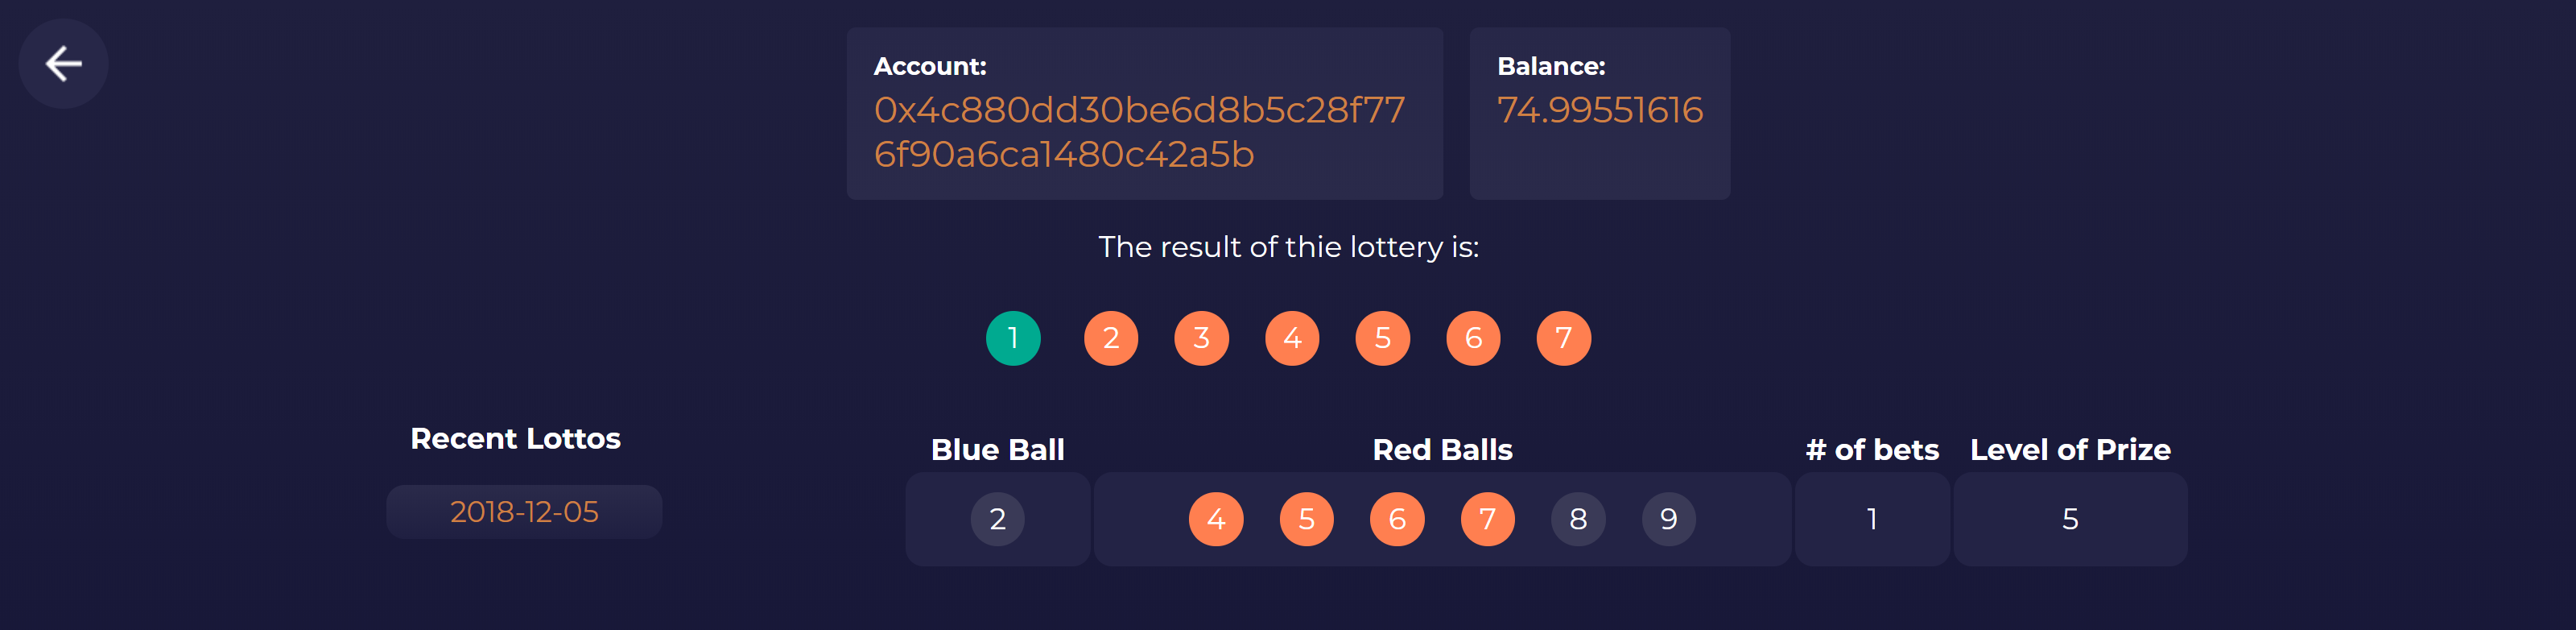 Account:
0x4c880dd30be6d8b5c28f77
6f90a6ca1480c42a5b
Balance:
74.99551616
The result of thie lottery is:
1 2 3 4 5 6 7
Recent Lottos
2018-12-05
Blue Ball Red Balls # of bets Level of Prize
2 4 5 6 7 8 9 1 5